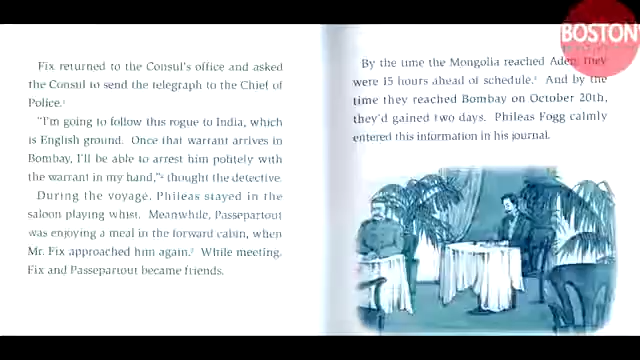 Fix returned to the Consul's office and asked
the Consul to send the telegraph to the Chief of
Police.¹
"I'm going to follow this rogue to India, which
is English ground. Once that warrant arrives in
Bombay, I'll be able to arrest him politely with
the warrant in my hand,"² thought the detective.
During the voyage, Phileas stayed in the
saloon playing whist. Meanwhile, Passepartout
was enjoying a meal in the forward cabin, when
Mr. Fix approached him again.³ While meeting,
Fix and Passepartout became friends.
By the time the Mongolia reached Aden, they
were 15 hours ahead of schedule.⁴ And by the
time they reached Bombay on October 20th,
they'd gained two days. Phileas Fogg calmly
entered this information in his journal.
BOSTON